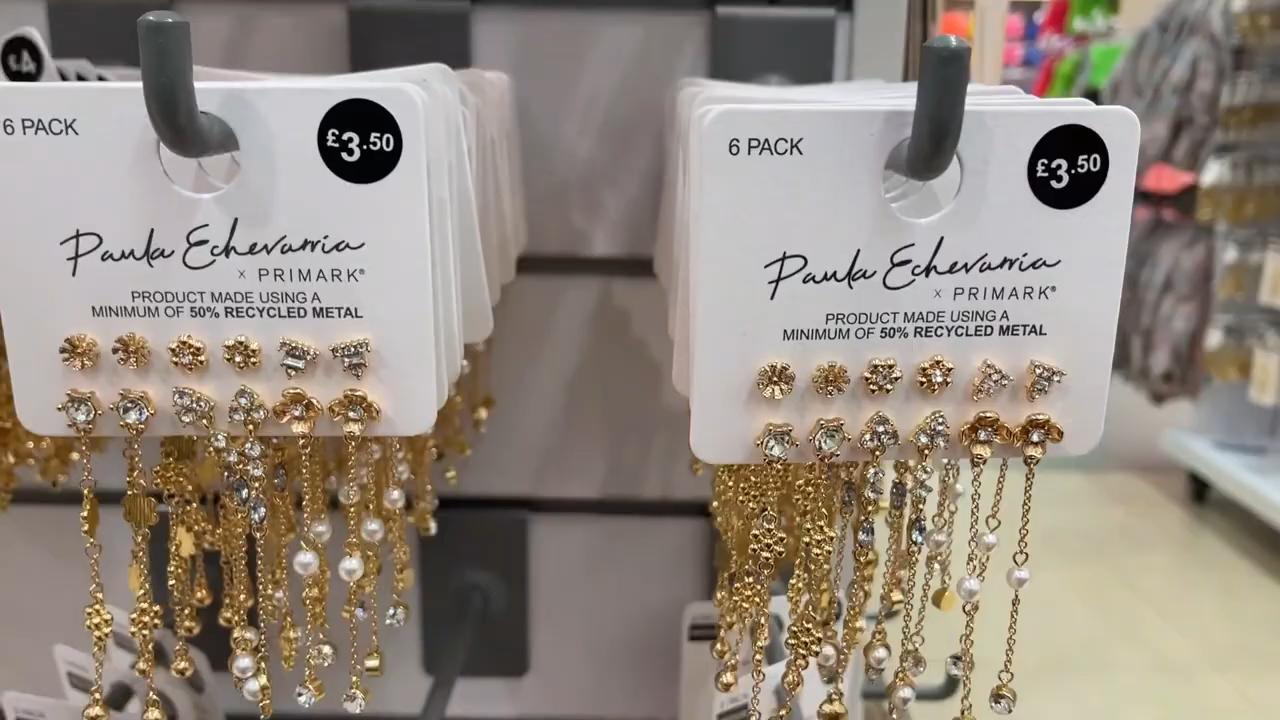 £4
6 PACK
£3.50
Paula Echevarria
x PRIMARK®
PRODUCT MADE USING A
MINIMUM OF 50% RECYCLED METAL
6 PACK
£3.50
Paula Echevarria
x PRIMARK®
PRODUCT MADE USING A
MINIMUM OF 50% RECYCLED METAL